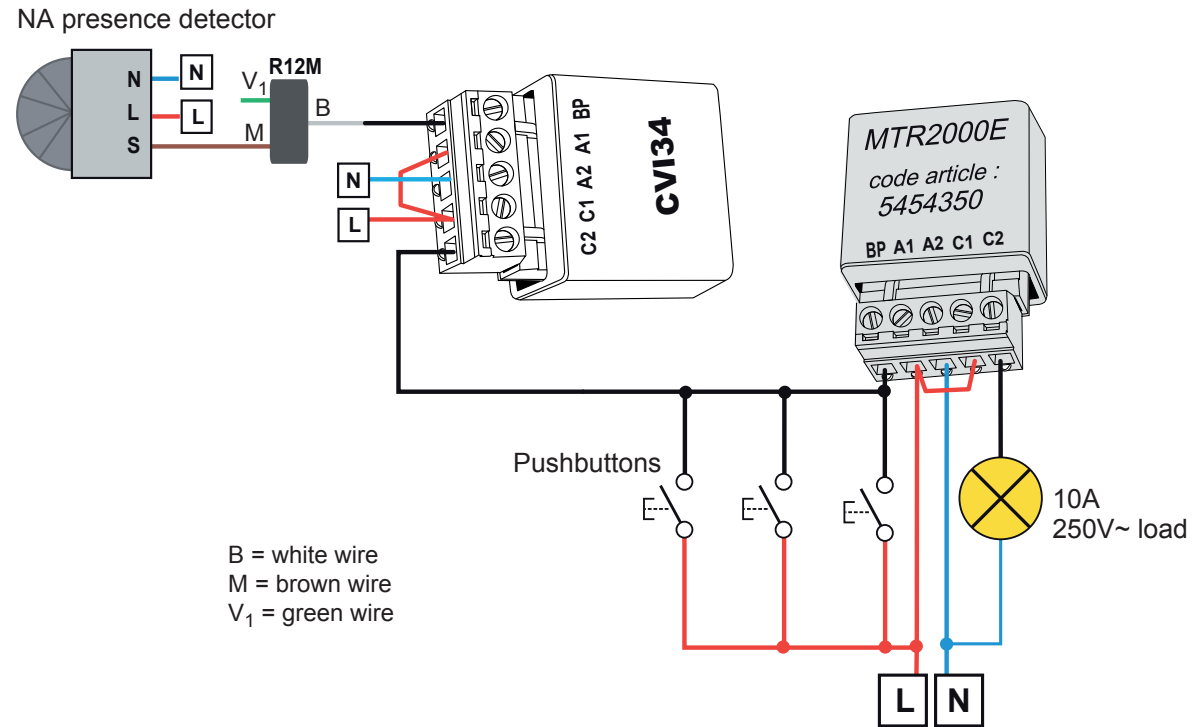 NA presence detector
N
L
S
N
L
V1
R12M
M
B
N
L
C2 C1 A2 A1 BP
CVI34
MTR2000E
code article :
5454350
BP A1 A2 C1 C2
Pushbuttons
10A
250V~ load
B = white wire
M = brown wire
V1 = green wire
L
N